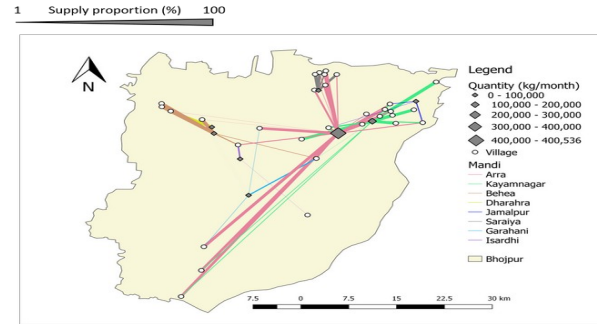 1 Supply proportion (%) 100
N
Legend
Quantity (kg/month)
0 - 100,000
100,000 - 200,000
200,000 - 300,000
300,000 - 400,000
400,000 - 400,536
Village
Mandi
Arra
Kayamnagar
Behea
Dharahra
Jamalpur
Saraiya
Garahani
Isardhi
Bhojpur
7.5 0 7.5 15 22.5 30 km